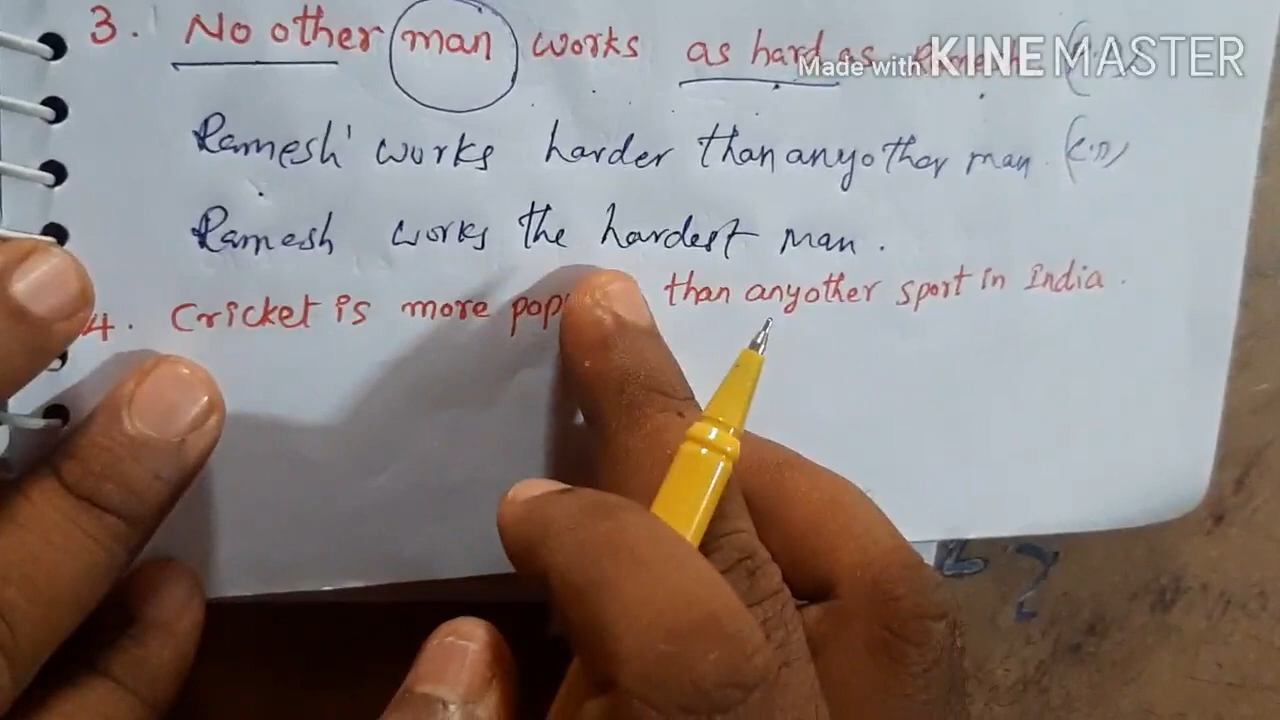 3. No other man works as hard as Ramesh
Made with KINEMASTER
Ramesh works harder than any other man. (C.D)
Ramesh works the hardest man.
4. Cricket is more pop than any other sport in India.